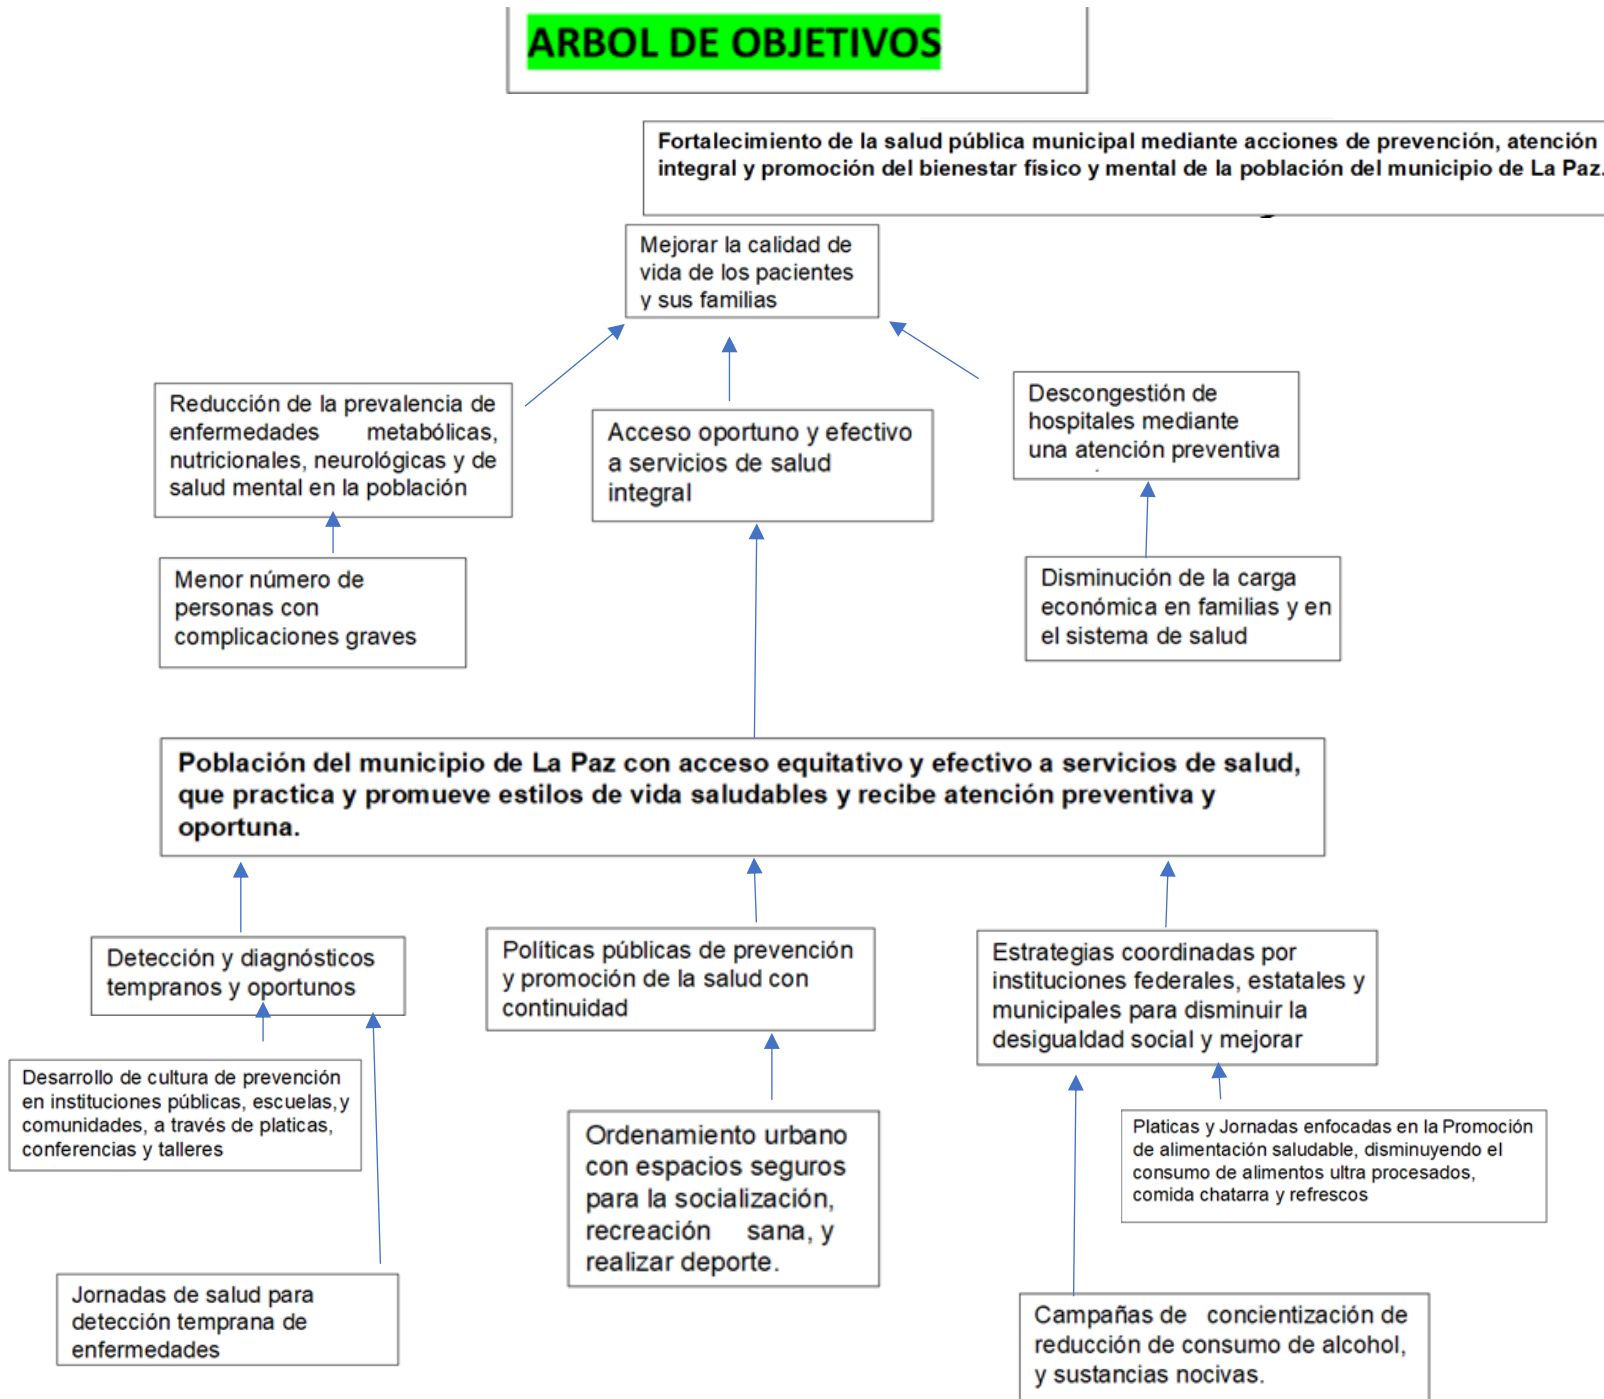 ARBOL DE OBJETIVOS
Fortalecimiento de la salud pública municipal mediante acciones de prevención, atención
integral y promoción del bienestar físico y mental de la población del municipio de La Paz.
Mejorar la calidad de
vida de los pacientes
y sus familias
Reducción de la prevalencia de
enfermedades metabólicas,
nutricionales, neurológicas y de
salud mental en la población
Acceso oportuno y efectivo
a servicios de salud
integral
Descongestión de
hospitales mediante
una atención preventiva
Menor número de
personas con
complicaciones graves
Disminución de la carga
económica en familias y en
el sistema de salud
Población del municipio de La Paz con acceso equitativo y efectivo a servicios de salud,
que practica y promueve estilos de vida saludables y recibe atención preventiva y
oportuna.
Detección y diagnósticos
tempranos y oportunos
Políticas públicas de prevención
y promoción de la salud con
continuidad
Estrategias coordinadas por
instituciones federales, estatales y
municipales para disminuir la
desigualdad social y mejorar
Desarrollo de cultura de prevención
en instituciones públicas, escuelas, y
comunidades, a través de platicas,
conferencias y talleres
Ordenamiento urbano
con espacios seguros
para la socialización,
recreación sana, y
realizar deporte.
Platicas y Jornadas enfocadas en la Promoción
de alimentación saludable, disminuyendo el
consumo de alimentos ultra procesados,
comida chatarra y refrescos
Jornadas de salud para
detección temprana de
enfermedades
Campañas de concientización de
reducción de consumo de alcohol,
y sustancias nocivas.